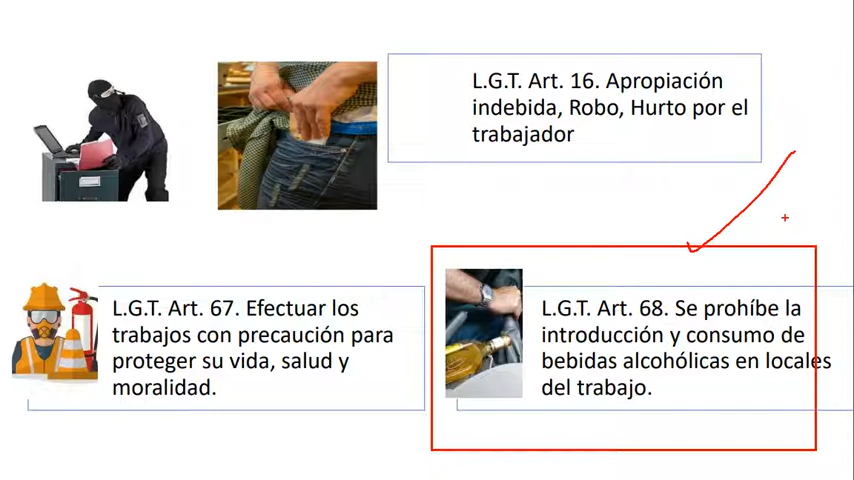 L.G.T. Art. 16. Apropiación
indebida, Robo, Hurto por el
trabajador
L.G.T. Art. 67. Efectuar los
trabajos con precaución para
proteger su vida, salud y
moralidad.
L.G.T. Art. 68. Se prohíbe la
introducción y consumo de
bebidas alcohólicas en locales
del trabajo.